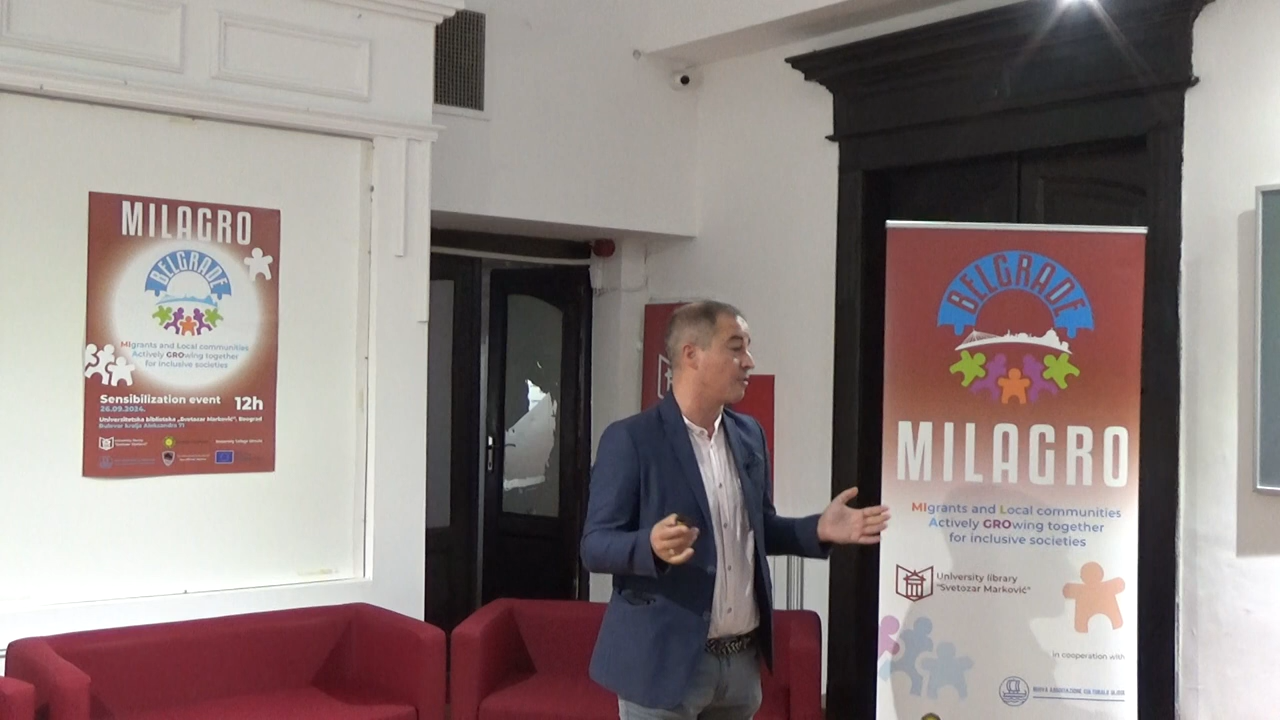 MILAGRO
BELGRADE
MIgrants and Local communities
Actively GROwing together
for inclusive societies
Sensibilization event
26.09.2024.
12h
Univerzitetska biblioteka „Svetozar Marković", Beograd
Bulevar kralja Aleksandra 71
BELGRADE
MILAGRO
MIgrants and Local communities
Actively GROwing together
for inclusive societies
University library
"Svetozar Marković"
in cooperation with